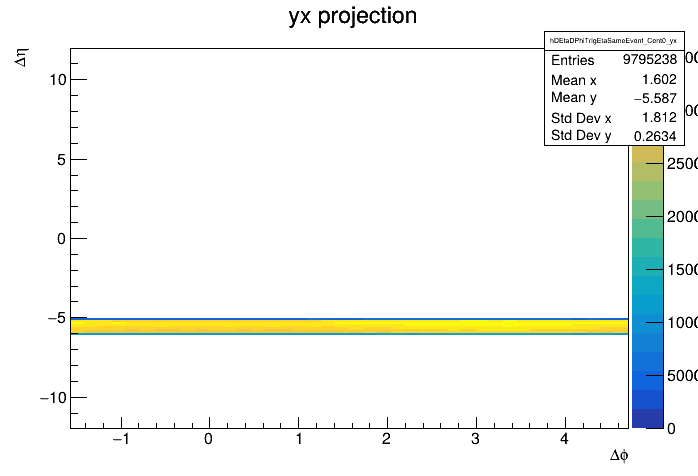 yx projection
Δη
hDEtaDPhiTrigEtaSameEvent_Cent0_yx
Entries 9795238
Mean x 1.602
Mean y −5.587
Std Dev x 1.812
Std Dev y 0.2634
10
5
0
−5
−10
−1 0 1 2 3 4
Δϕ
2500
2000
1500
1000
5000
0